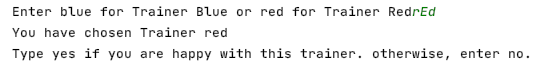 Enter blue for Trainer Blue or red for Trainer RedrEd
You have chosen Trainer red
Type yes if you are happy with this trainer. otherwise, enter no.